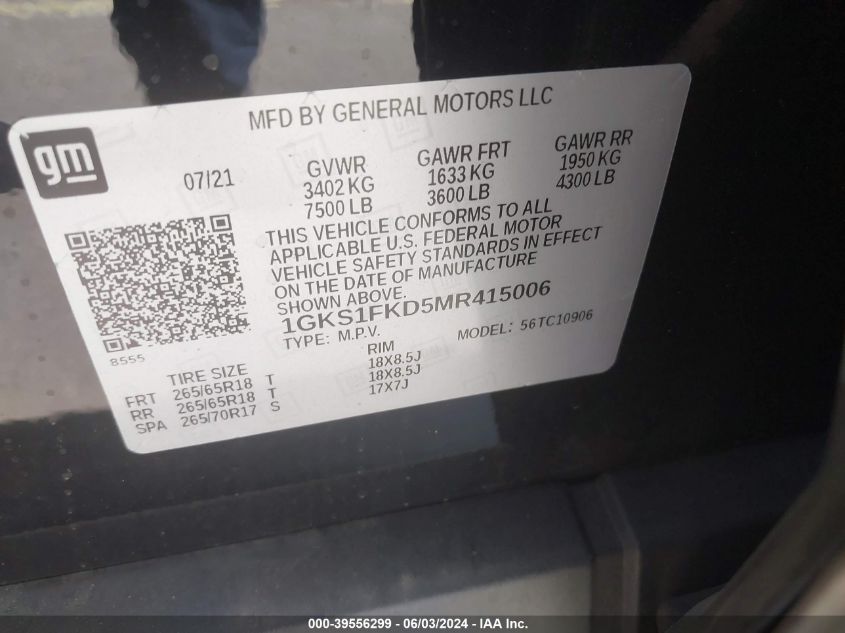 MFD BY GENERAL MOTORS LLC
gm
07/21
GVWR
3402 KG
7500 LB
GAWR FRT
1633 KG
3600 LB
GAWR RR
1950 KG
4300 LB
THIS VEHICLE CONFORMS TO ALL
APPLICABLE U.S. FEDERAL MOTOR
VEHICLE SAFETY STANDARDS IN EFFECT
ON THE DATE OF MANUFACTURE
SHOWN ABOVE.
1GKS1FKD5MR415006
TYPE: M.P.V. MODEL: 56TC10906
8555
TIRE SIZE RIM
FRT 265/65R18 T 18X8.5J
RR 265/65R18 T 18X8.5J
SPA 265/70R17 S 17X7J
000-39556299 - 06/03/2024 - IAA Inc.